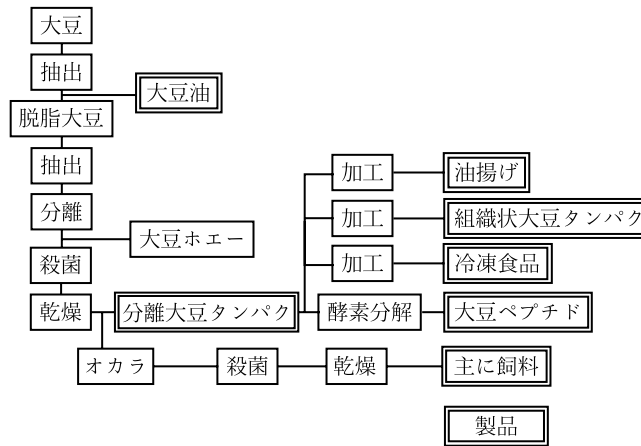 大豆
抽出
大豆油
脱脂大豆
抽出
加工
油揚げ
分離
加工
組織状大豆タンパク
大豆ホエー
殺菌
加工
冷凍食品
乾燥
分離大豆タンパク
酵素分解
大豆ペプチド
オカラ
殺菌
乾燥
主に飼料
製品